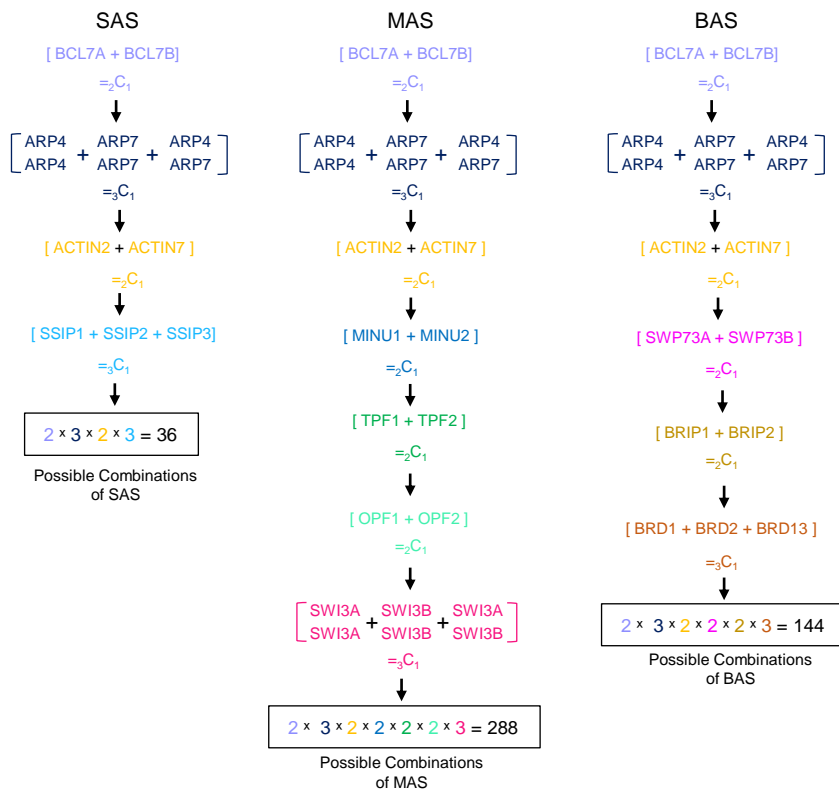 SAS
[ BCL7A + BCL7B]
=₂C₁
ARP4 ARP7 ARP4
+ +
ARP4 ARP7 ARP7
=₃C₁
[ ACTIN2 + ACTIN7 ]
=₂C₁
[ SSIP1 + SSIP2 + SSIP3]
=₃C₁
2 x 3 x 2 x 3 = 36
Possible Combinations
of SAS
MAS
[ BCL7A + BCL7B]
=₂C₁
ARP4 ARP7 ARP4
+ +
ARP4 ARP7 ARP7
=₃C₁
[ ACTIN2 + ACTIN7 ]
=₂C₁
[ MINU1 + MINU2 ]
=₂C₁
[ TPF1 + TPF2 ]
=₂C₁
[ OPF1 + OPF2 ]
=₂C₁
SWI3A SWI3B SWI3A
+ +
SWI3A SWI3B SWI3B
=₃C₁
2 x 3 x 2 x 2 x 2 x 2 x 3 = 288
Possible Combinations
of MAS
BAS
[ BCL7A + BCL7B]
=₂C₁
ARP4 ARP7 ARP4
+ +
ARP4 ARP7 ARP7
=₃C₁
[ ACTIN2 + ACTIN7 ]
=₂C₁
[ SWP73A + SWP73B ]
=₂C₁
[ BRIP1 + BRIP2 ]
=₂C₁
[ BRD1 + BRD2 + BRD13 ]
=₃C₁
2 x 3 x 2 x 2 x 2 x 3 = 144
Possible Combinations
of BAS